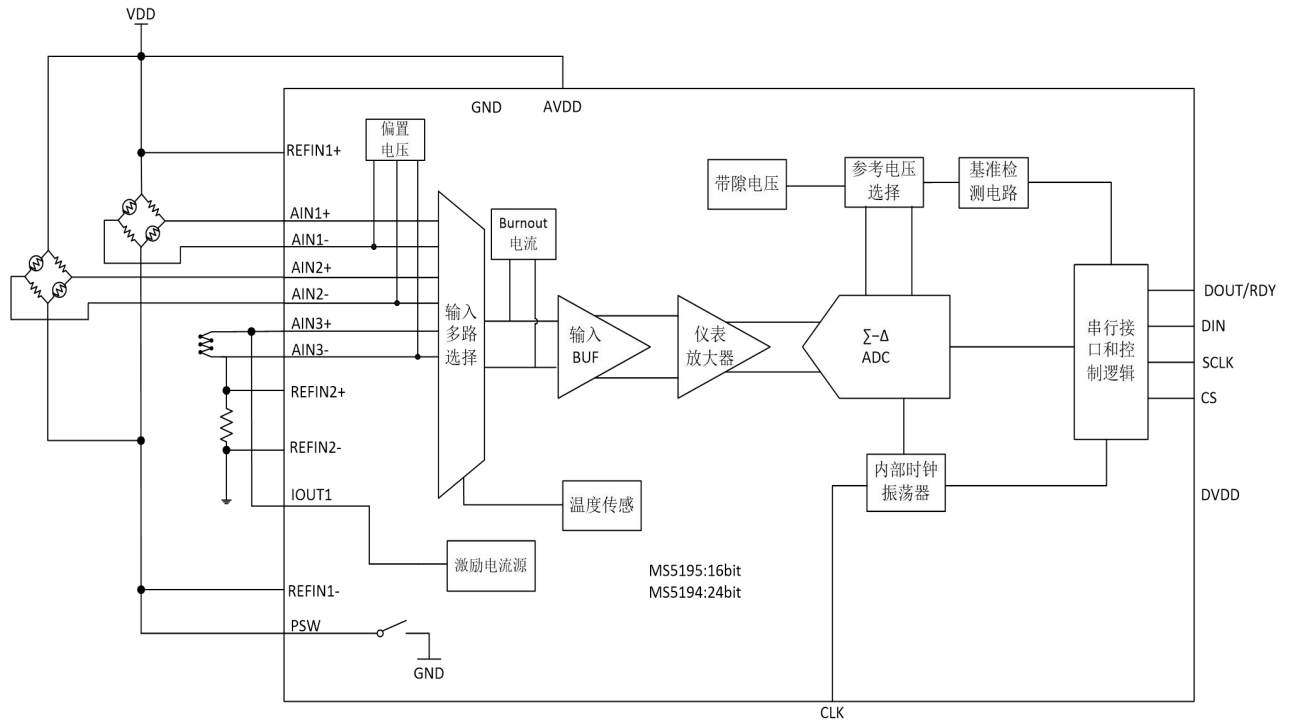 VDD
GND
AVDD
偏置
电压
REFIN1+
带隙电压
参考电压
选择
基准检
测电路
AIN1+
Burnout
电流
AIN1-
AIN2+
AIN2-
AIN3+
AIN3-
输入
多路
选择
输入
BUF
仪表
放大器
∑-Δ
ADC
串行接
口和控
制逻辑
DOUT/RDY
DIN
SCLK
CS
REFIN2+
REFIN2-
IOUT1
温度传感
内部时钟
振荡器
DVDD
激励电流源
MS5195:16bit
MS5194:24bit
REFIN1-
PSW
GND
CLK